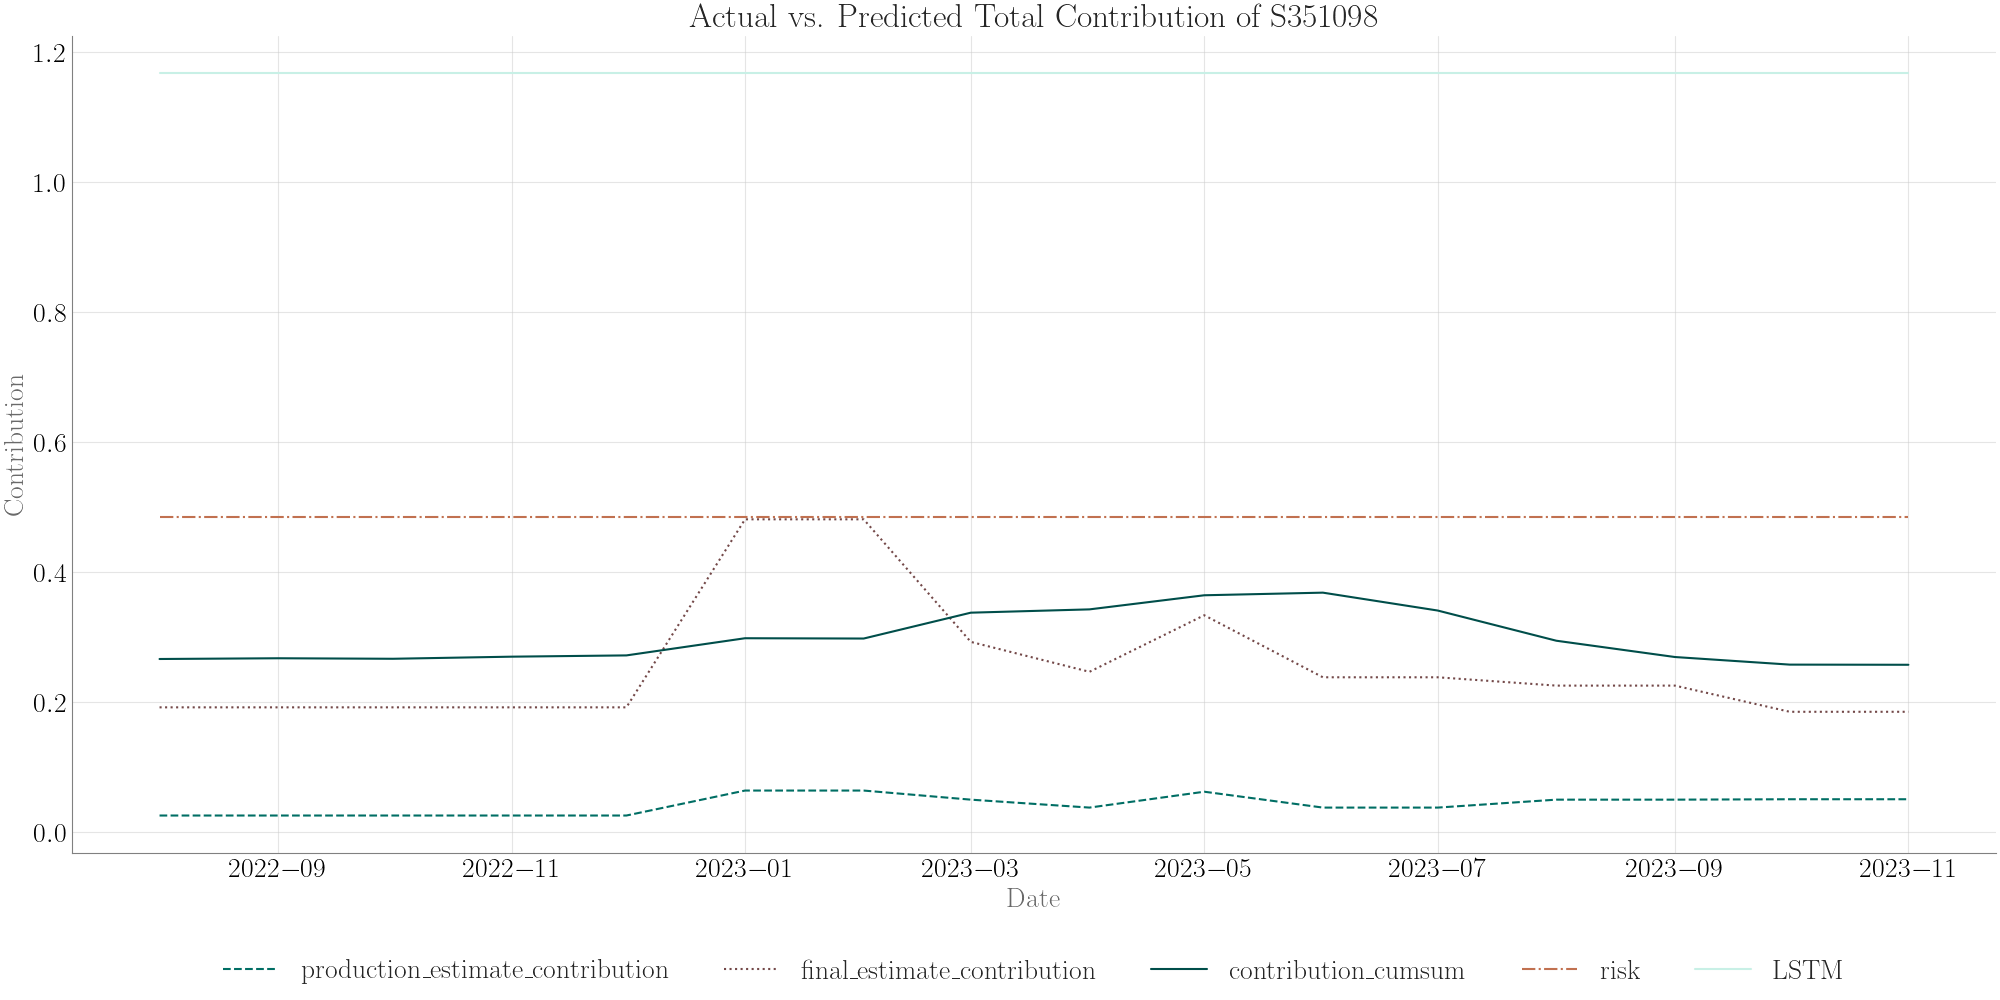 Actual vs. Predicted Total Contribution of S351098
1.2
1.0
0.8
0.6
0.4
0.2
0.0
Contribution
2022–09 2022–11 2023–01 2023–03 2023–05 2023–07 2023–09 2023–11
Date
production_estimate_contribution final_estimate_contribution contribution_cumsum risk LSTM